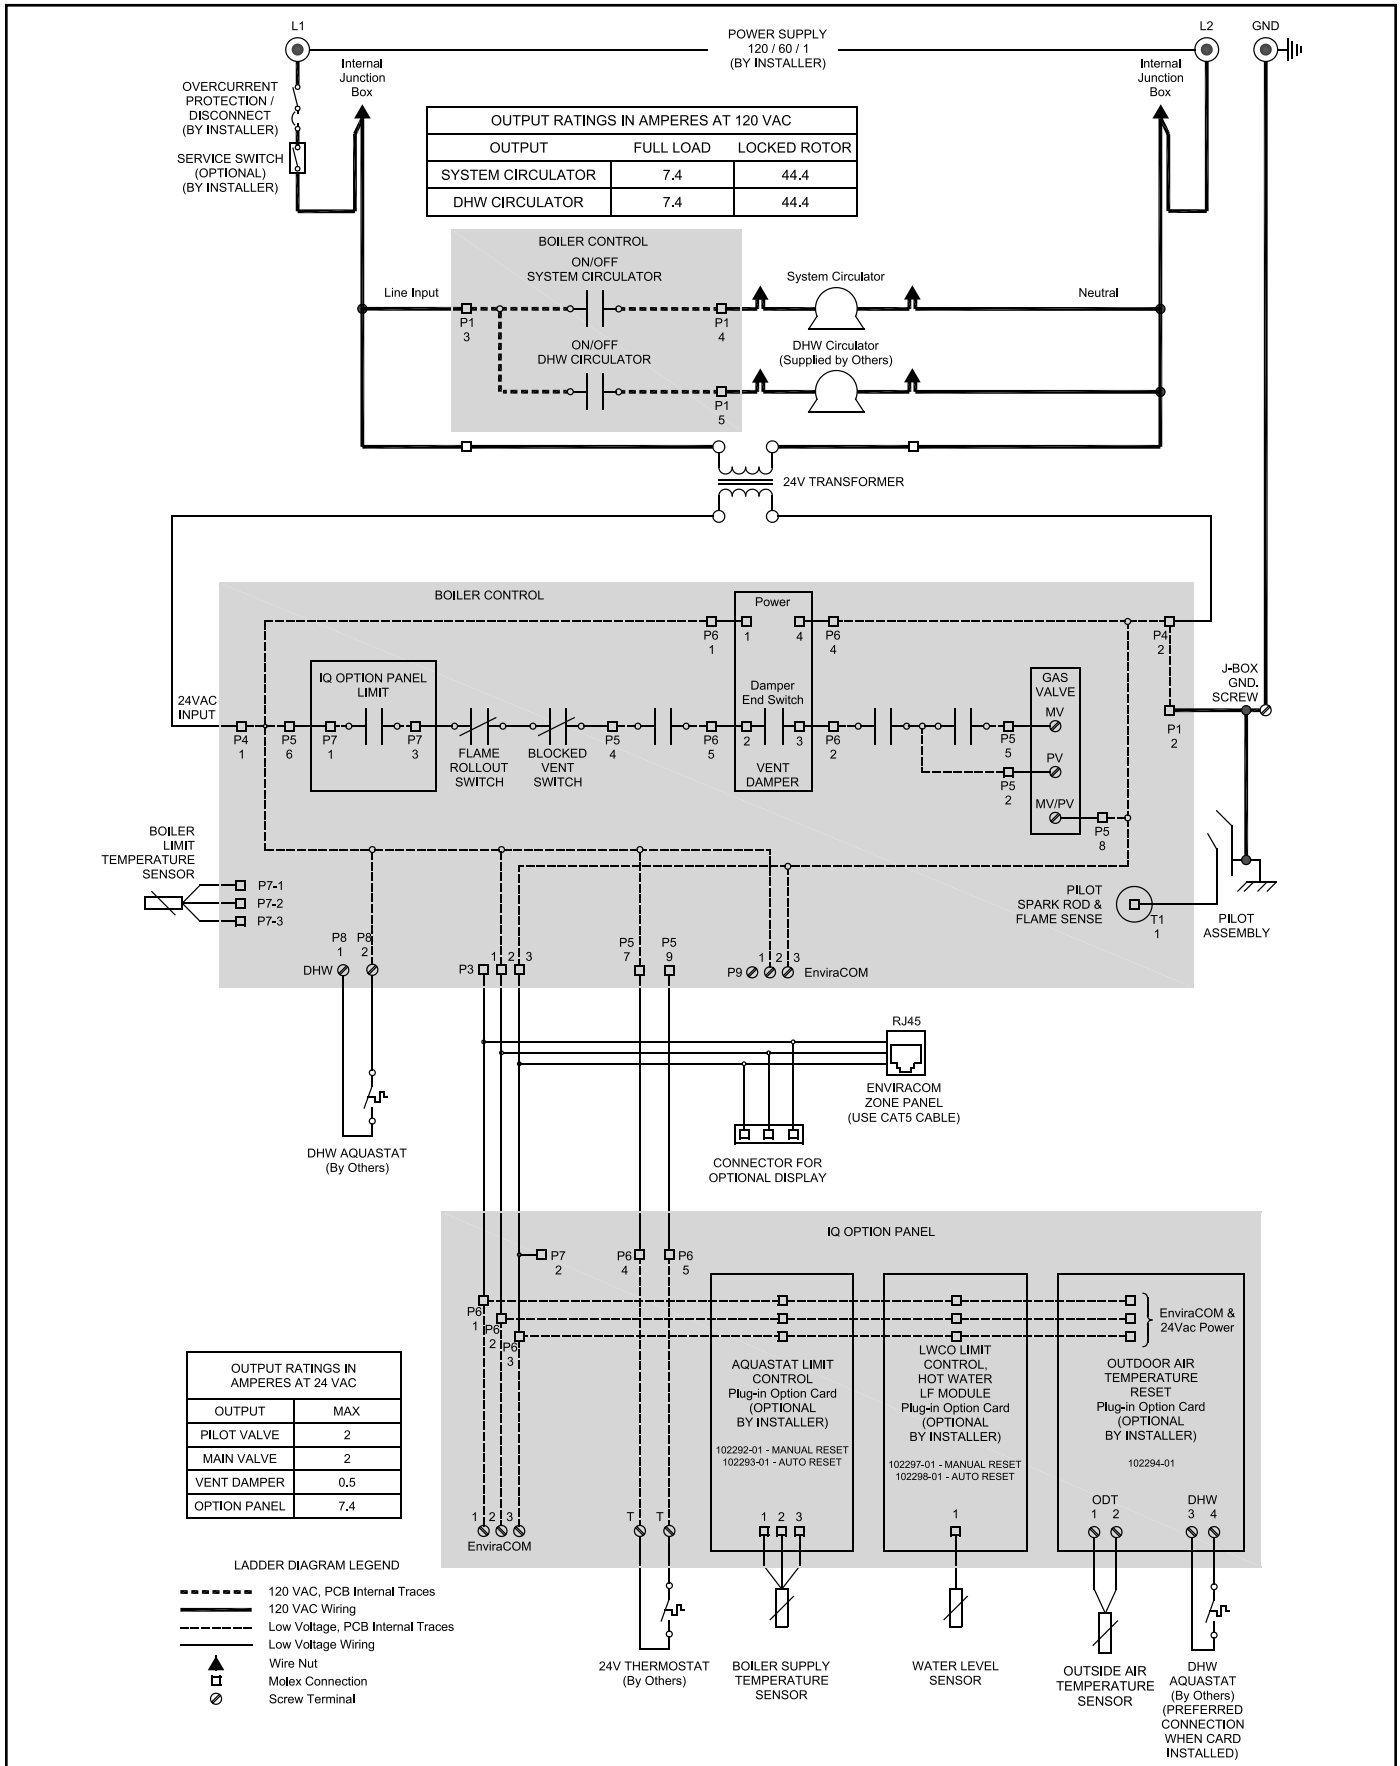 L1
POWER SUPPLY
120 / 60 / 1
(BY INSTALLER)
L2
GND
Internal
Junction
Box
Internal
Junction
Box
OVERCURRENT
PROTECTION /
DISCONNECT
(BY INSTALLER)
SERVICE SWITCH
(OPTIONAL)
(BY INSTALLER)
OUTPUT RATINGS IN AMPERES AT 120 VAC
OUTPUT FULL LOAD LOCKED ROTOR
SYSTEM CIRCULATOR 7.4 44.4
DHW CIRCULATOR 7.4 44.4
BOILER CONTROL
ON/OFF
SYSTEM CIRCULATOR
System Circulator
Line Input
Neutral
P1
3
P1
4
ON/OFF
DHW CIRCULATOR
DHW Circulator
(Supplied by Others)
P1
5
24V TRANSFORMER
BOILER CONTROL
Power
P6
1
1
4
P6
4
P4
2
IQ OPTION PANEL
LIMIT
Damper
End Switch
GAS
VALVE
J-BOX
GND.
SCREW
24VAC
INPUT
MV
P4
1
P5
6
P7
1
P7
3
FLAME
ROLLOUT
SWITCH
BLOCKED
VENT
SWITCH
P5
4
P6
5
2
3
VENT
DAMPER
P6
2
P5
5
P1
2
PV
P5
2
MV/PV
P5
8
BOILER
LIMIT
TEMPERATURE
SENSOR
P7-1
P7-2
P7-3
PILOT
SPARK ROD &
FLAME SENSE
T1
1
PILOT
ASSEMBLY
P8
1
P8
2
DHW
P3
1 2 3
P5
7
P5
9
P9
1 2 3
EnviraCOM
RJ45
ENVIRACOM
ZONE PANEL
(USE CAT5 CABLE)
DHW AQUASTAT
(By Others)
CONNECTOR FOR
OPTIONAL DISPLAY
IQ OPTION PANEL
P7
2
P6
4
P6
5
P6
1
P6
2
P6
3
EnviraCOM &
24Vac Power
AQUASTAT LIMIT
CONTROL
Plug-in Option Card
(OPTIONAL
BY INSTALLER)
102292-01 - MANUAL RESET
102293-01 - AUTO RESET
LWCO LIMIT
CONTROL,
HOT WATER
LF MODULE
Plug-in Option Card
(OPTIONAL
BY INSTALLER)
102297-01 - MANUAL RESET
102298-01 - AUTO RESET
OUTDOOR AIR
TEMPERATURE
RESET
Plug-in Option Card
(OPTIONAL
BY INSTALLER)
102294-01
OUTPUT RATINGS IN
AMPERES AT 24 VAC
OUTPUT MAX
PILOT VALVE 2
MAIN VALVE 2
VENT DAMPER 0.5
OPTION PANEL 7.4
1 2 3
EnviraCOM
T T
1 2 3
1
ODT
1 2
DHW
3 4
LADDER DIAGRAM LEGEND
120 VAC, PCB Internal Traces
120 VAC Wiring
Low Voltage, PCB Internal Traces
Low Voltage Wiring
Wire Nut
Molex Connection
Screw Terminal
24V THERMOSTAT
(By Others)
BOILER SUPPLY
TEMPERATURE
SENSOR
WATER LEVEL
SENSOR
OUTSIDE AIR
TEMPERATURE
SENSOR
DHW
AQUASTAT
(By Others)
(PREFERRED
CONNECTION
WHEN CARD
INSTALLED)